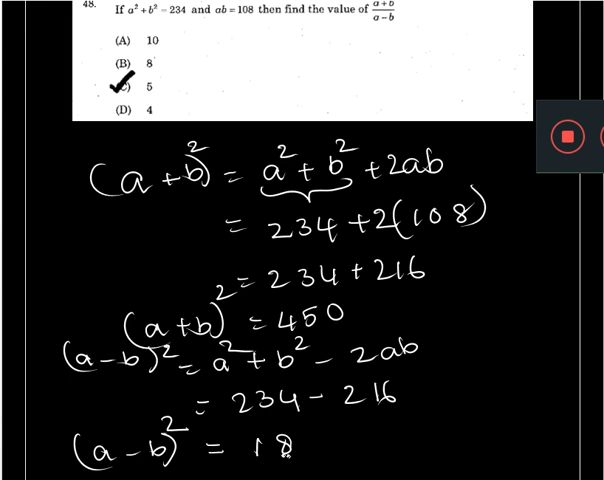 48. If a² + b² = 234 and ab = 108 then find the value of (a+b)/(a−b)
(A) 10
(B) 8
(C) 5
(D) 4
(a+b)² = a² + b² + 2ab
= 234 + 2(108)
= 234 + 216
(a+b)² = 450
(a−b)² = a² + b² − 2ab
= 234 − 216
(a−b)² = 18